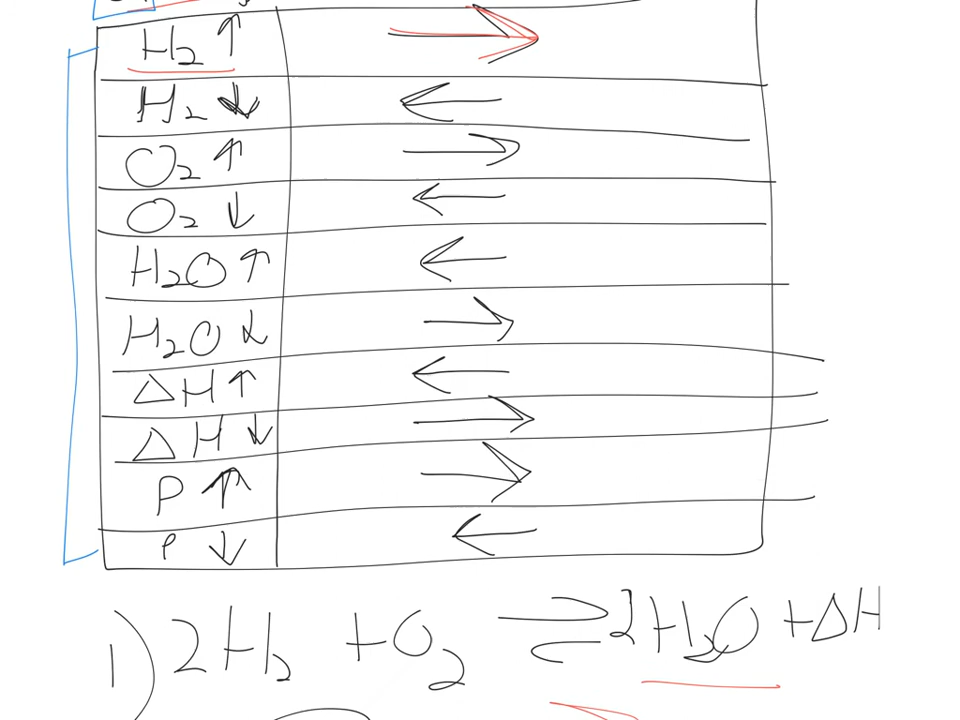 H₂ ↑ →
H₂ ↓ ←
O₂ ↑ →
O₂ ↓ ←
H₂O ↑ ←
H₂O ↓ →
ΔH ↑ ←
ΔH ↓ →
P ↑ →
P ↓ ←
1) 2H₂ + O₂ ⇌ 2H₂O + ΔH